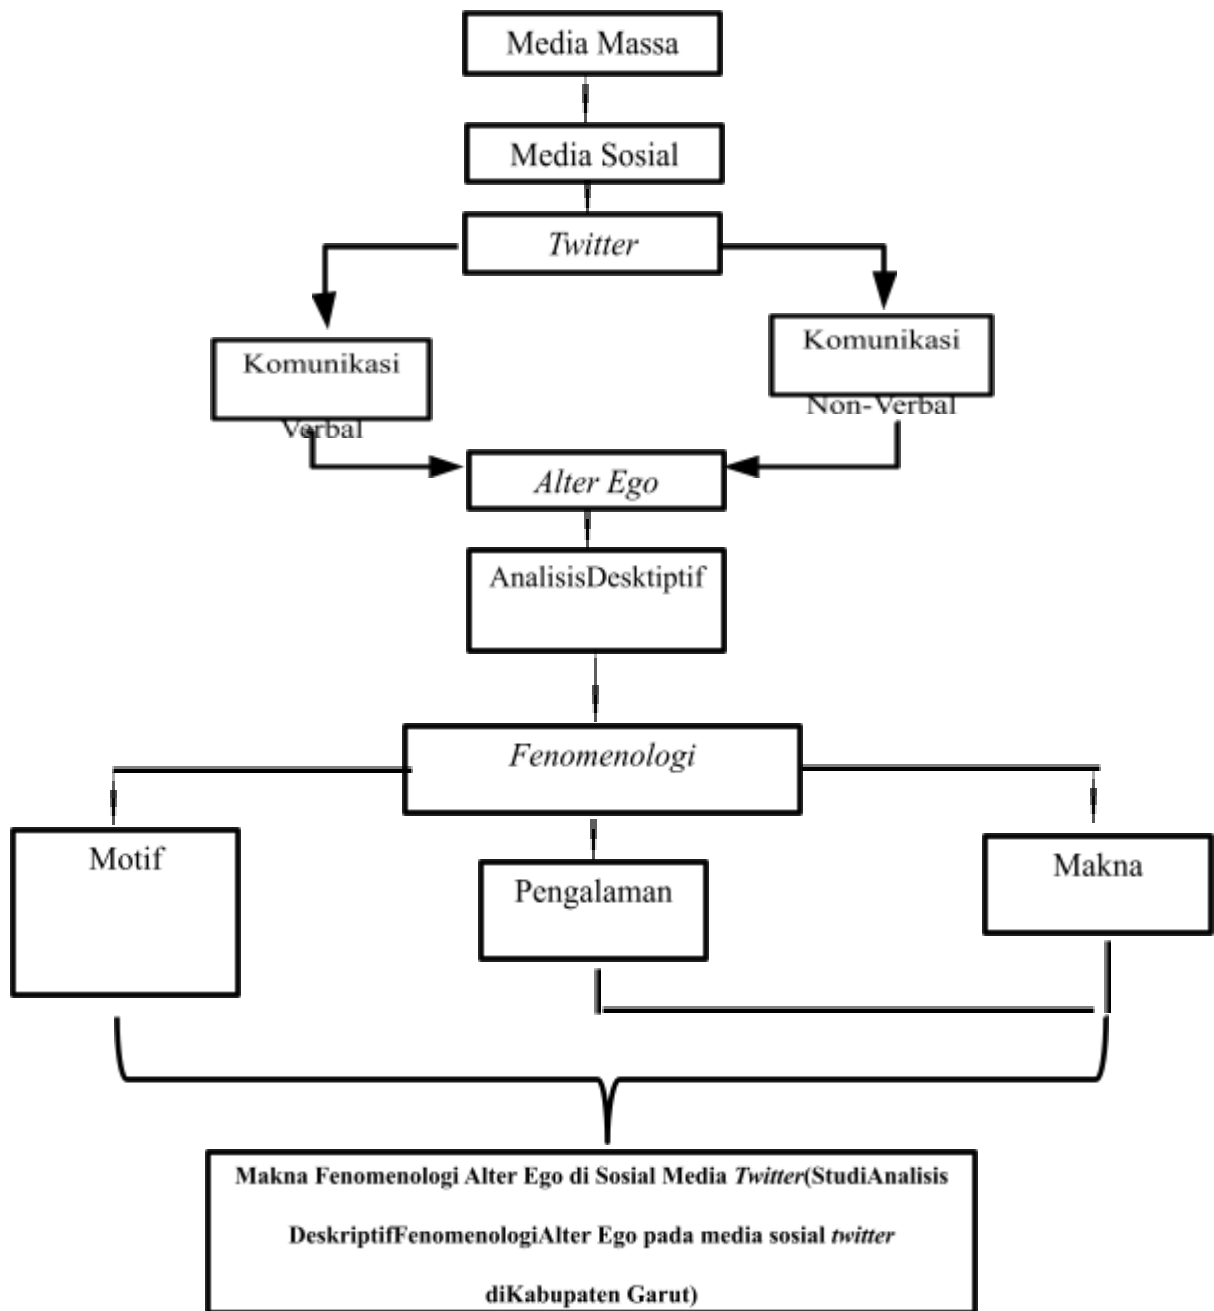 Media Massa
Media Sosial
Twitter
Komunikasi
Verbal
Komunikasi
Non-Verbal
Alter Ego
AnalisisDesktiptif
Fenomenologi
Motif
Pengalaman
Makna
Makna Fenomenologi Alter Ego di Sosial Media Twitter(StudiAnalisis
DeskriptifFenomenologiAlter Ego pada media sosial twitter
diKabupaten Garut)